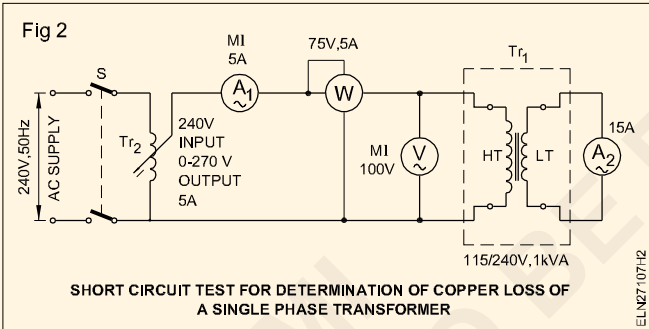 Fig 2
S
240V,50Hz
AC SUPPLY
Tr2
240V
INPUT
0-270 V
OUTPUT
5A
MI
5A
A1
75V,5A
W
MI
100V
V
Tr1
HT
LT
15A
A2
115/240V,1kVA
SHORT CIRCUIT TEST FOR DETERMINATION OF COPPER LOSS OF
A SINGLE PHASE TRANSFORMER
ELN27107H2